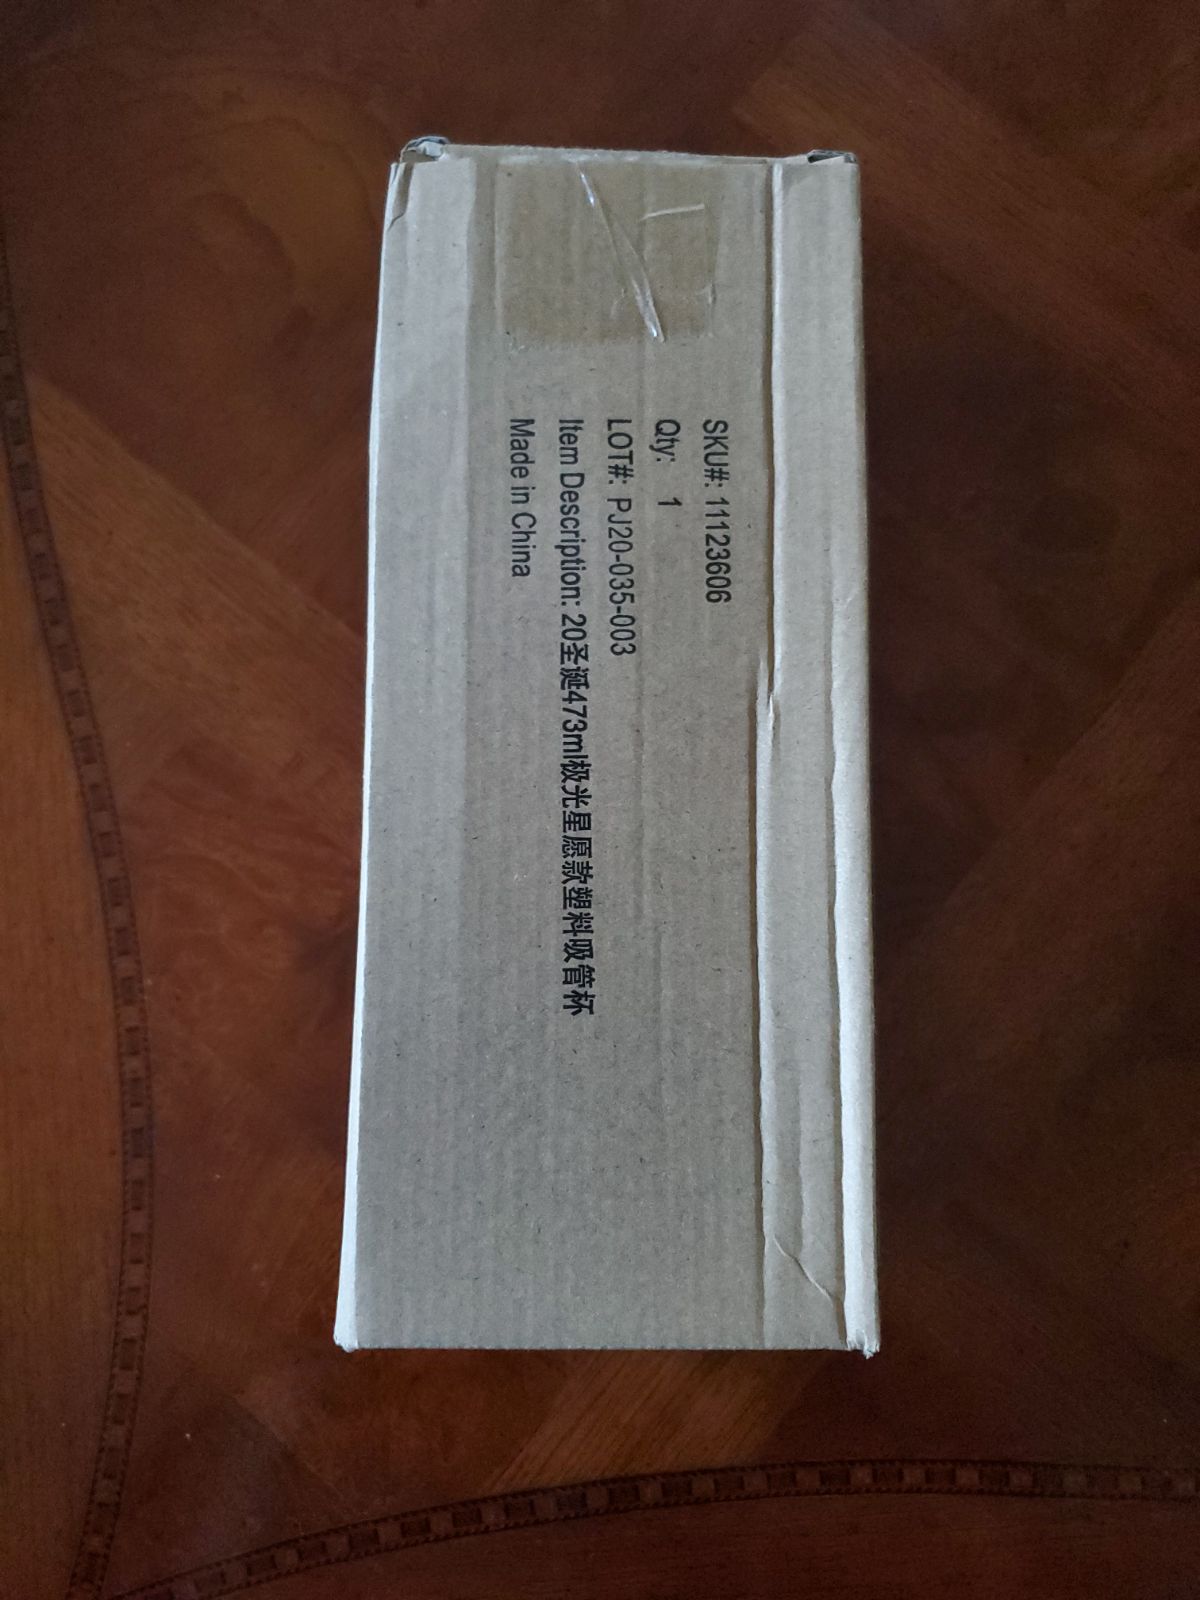 SKU#: 11123606
Qty: 1
LOT#: PJ20-035-003
Item Description: 20圣诞473ml极光星愿款塑料吸管杯
Made in China